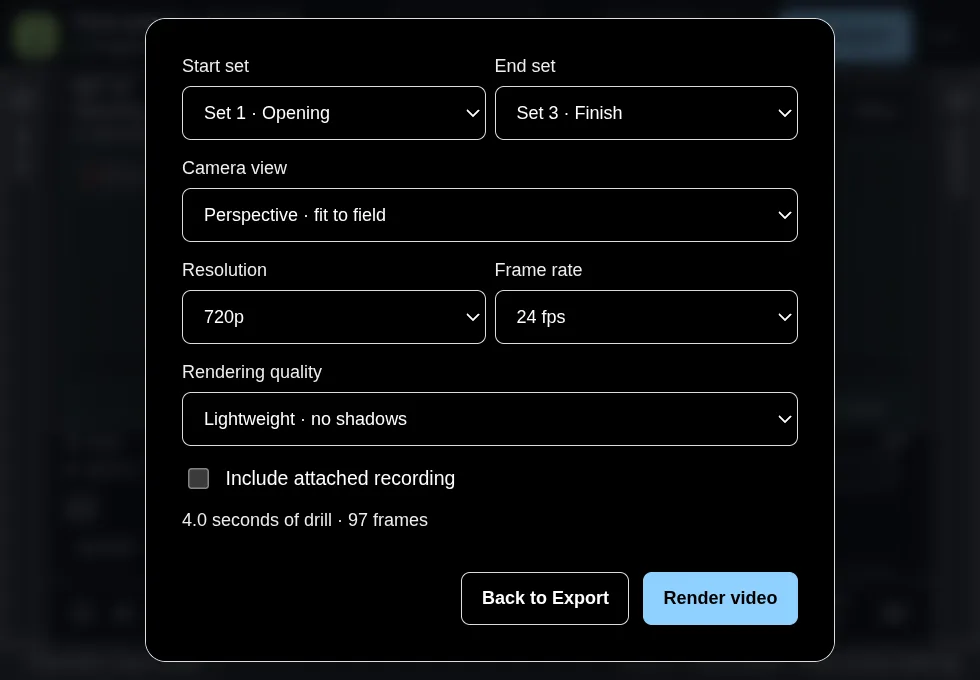 Start set
End set
Set 1 · Opening
Set 3 · Finish
Camera view
Perspective · fit to field
Resolution
Frame rate
720p
24 fps
Rendering quality
Lightweight · no shadows
Include attached recording
4.0 seconds of drill · 97 frames
Back to Export
Render video